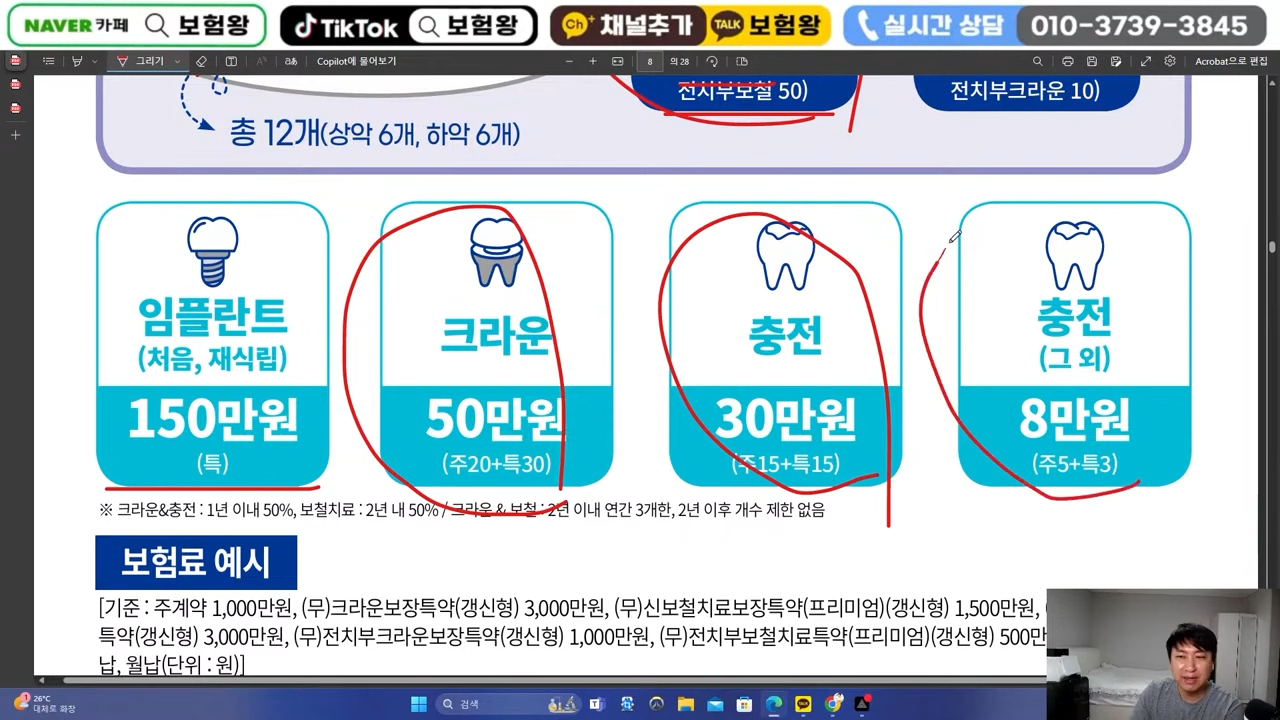 NAVER 카페 보험왕 TikTok 보험왕 Ch+ 채널추가 TALK 보험왕 실시간 상담 010-3739-3845
그리기 aあ Copilot에 물어보기 8 의 28 Acrobat으로 편집
전치부보철 50) 전치부크라운 10)
총 12개(상악 6개, 하악 6개)
임플란트 크라운 충전 충전
(처음, 재식립) (그 외)
150만원 50만원 30만원 8만원
(특) (주20+특30) (주15+특15) (주5+특3)
※ 크라운&충전 : 1년 이내 50%, 보철치료 : 2년 내 50% / 크라운 & 보철 : 2년 이내 연간 3개한, 2년 이후 개수 제한 없음
보험료 예시
[기준 : 주계약 1,000만원, (무)크라운보장특약(갱신형) 3,000만원, (무)신보철치료보장특약(프리미엄)(갱신형) 1,500만원, (
특약(갱신형) 3,000만원, (무)전치부크라운보장특약(갱신형) 1,000만원, (무)전치부보철치료특약(프리미엄)(갱신형) 500만
납, 월납(단위 : 원)]
1 26°C
대체로 화창
검색